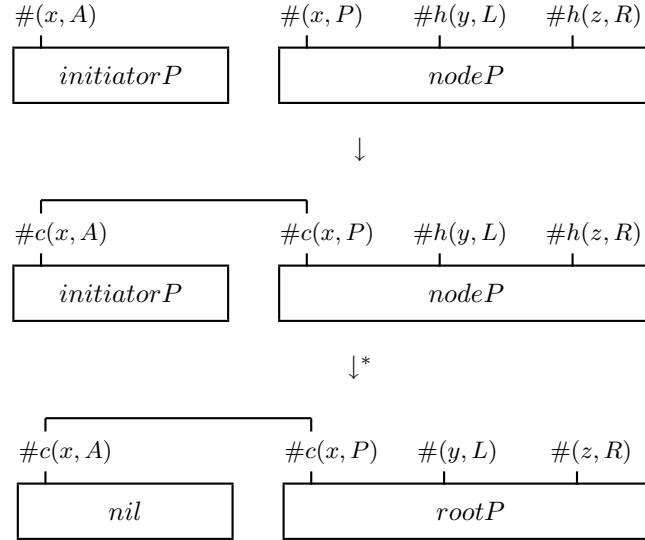 #(x, A) #(x, P) #h(y, L) #h(z, R)
initiatorP nodeP
↓
#c(x, A) #c(x, P) #h(y, L) #h(z, R)
initiatorP nodeP
↓*
#c(x, A) #c(x, P) #(y, L) #(z, R)
nil rootP